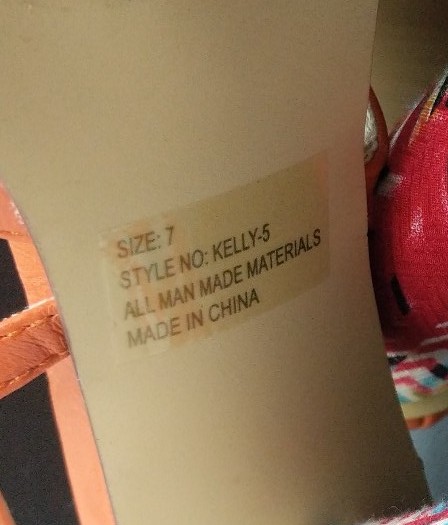 SIZE: 7
STYLE NO: KELLY-5
ALL MAN MADE MATERIALS
MADE IN CHINA